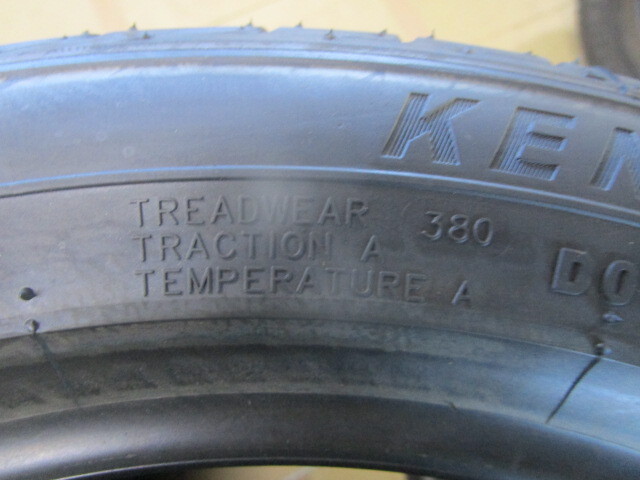 KEN
TREADWEAR 380
TRACTION A
TEMPERATURE A
DO